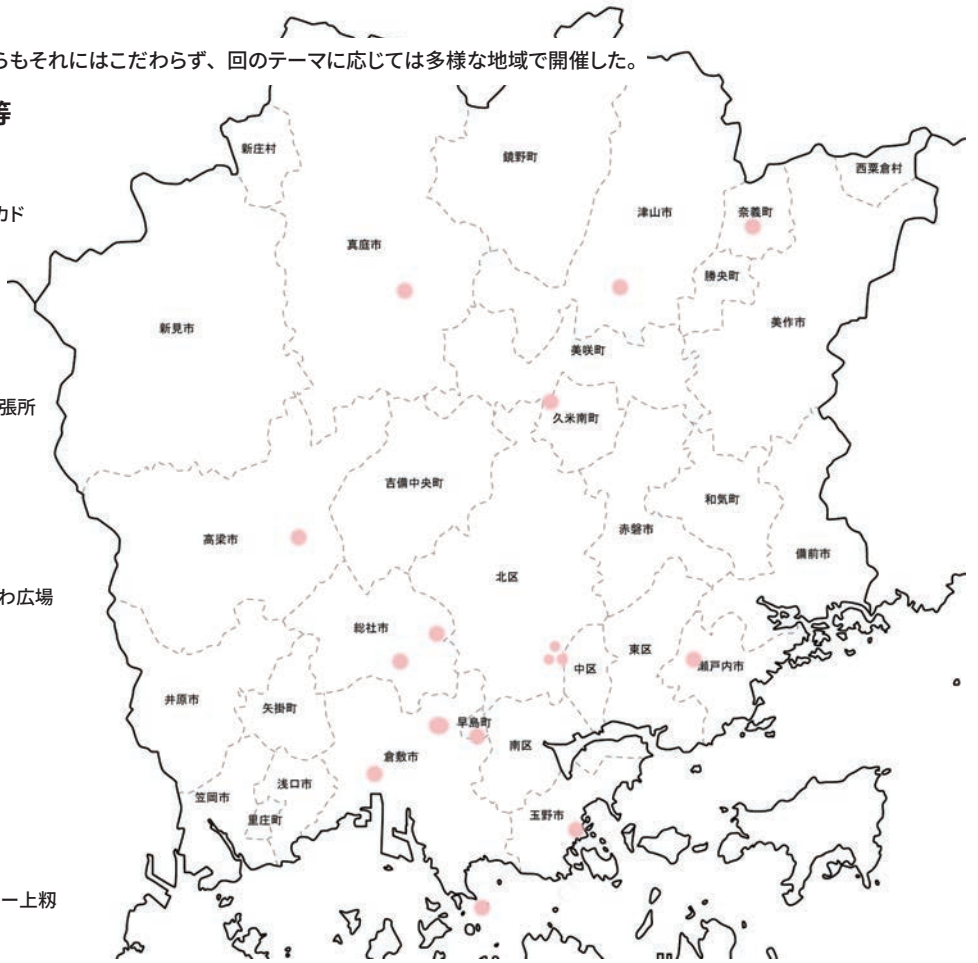 らもそれにはこだわらず、回のテーマに応じては多様な地域で開催した。
等
カド
張所
わ広場
ー上籾
新庄村
鏡野町
西粟倉村
津山市
奈義町
真庭市
勝央町
新見市
美作市
美咲町
久米南町
吉備中央町
和気町
赤磐市
高梁市
備前市
北区
総社市
東区
中区
瀬戸内市
井原市
矢掛町
早島町
南区
倉敷市
浅口市
笠岡市
里庄町
玉野市